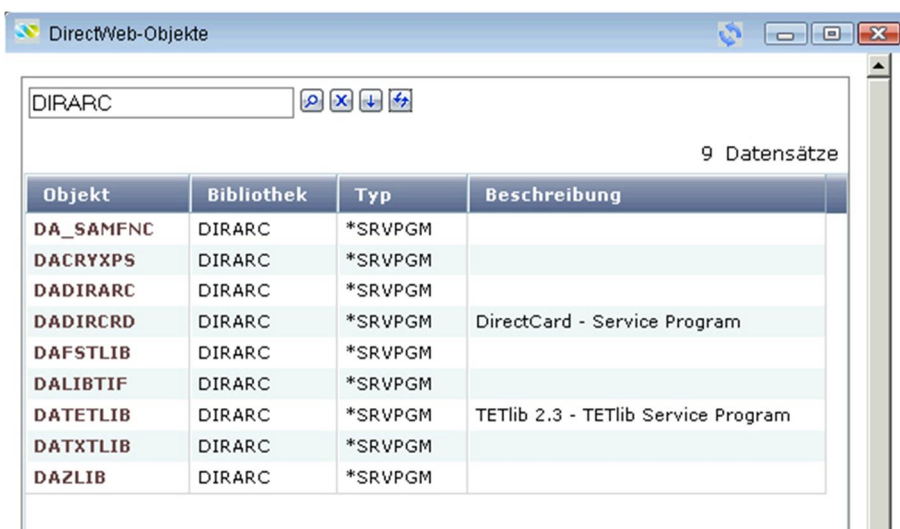 DirectWeb-Objekte
DIRARC
9 Datensätze
Objekt Bibliothek Typ Beschreibung
DA_SAMFNC DIRARC *SRVPGM
DACRYXPS DIRARC *SRVPGM
DADIRARC DIRARC *SRVPGM
DADIRCRD DIRARC *SRVPGM DirectCard - Service Program
DAFSTLIB DIRARC *SRVPGM
DALIBTIF DIRARC *SRVPGM
DATETLIB DIRARC *SRVPGM TETlib 2.3 - TETlib Service Program
DATXTLIB DIRARC *SRVPGM
DAZLIB DIRARC *SRVPGM